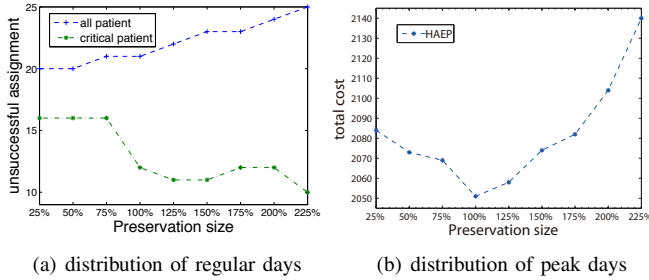 25
20
15
10
unsuccessful assignment
all patient
critical patient
25% 50% 75% 100% 125% 150% 175% 200% 225%
Preservation size
(a) distribution of regular days
2140
2130
2120
2110
2100
2090
2080
2070
2060
2050
total cost
HAEP
25% 50% 75% 100% 125% 150% 175% 200% 225%
Preservation size
(b) distribution of peak days